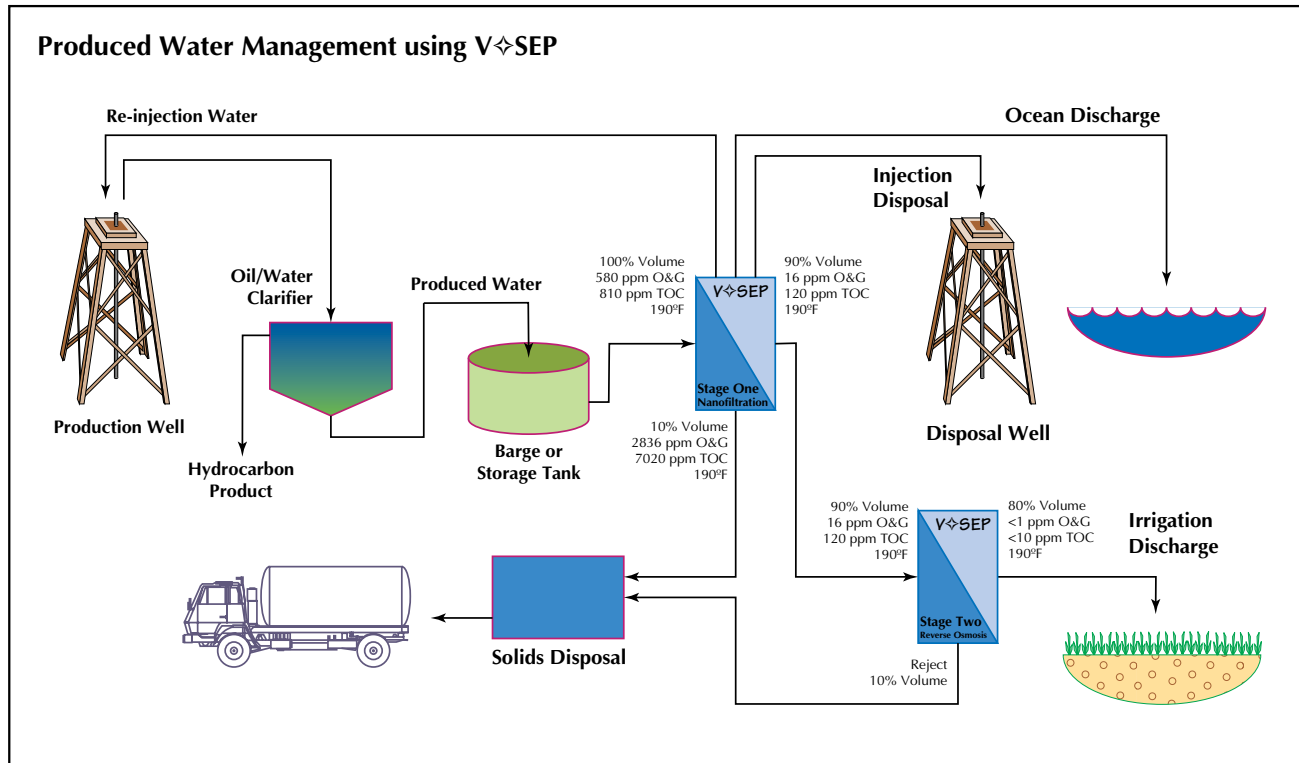 Produced Water Management using V✧SEP
Re-injection Water
Ocean Discharge
Injection
Disposal
Oil/Water
Clarifier
Produced Water
100% Volume
580 ppm O&G
810 ppm TOC
190ºF
V✧SEP
Stage One
Nanofiltration
90% Volume
16 ppm O&G
120 ppm TOC
190ºF
Production Well
Hydrocarbon
Product
Barge or
Storage Tank
10% Volume
2836 ppm O&G
7020 ppm TOC
190ºF
Disposal Well
90% Volume
16 ppm O&G
120 ppm TOC
190ºF
V✧SEP
Stage Two
Reverse Osmosis
80% Volume
<1 ppm O&G
<10 ppm TOC
190ºF
Irrigation
Discharge
Solids Disposal
Reject
10% Volume